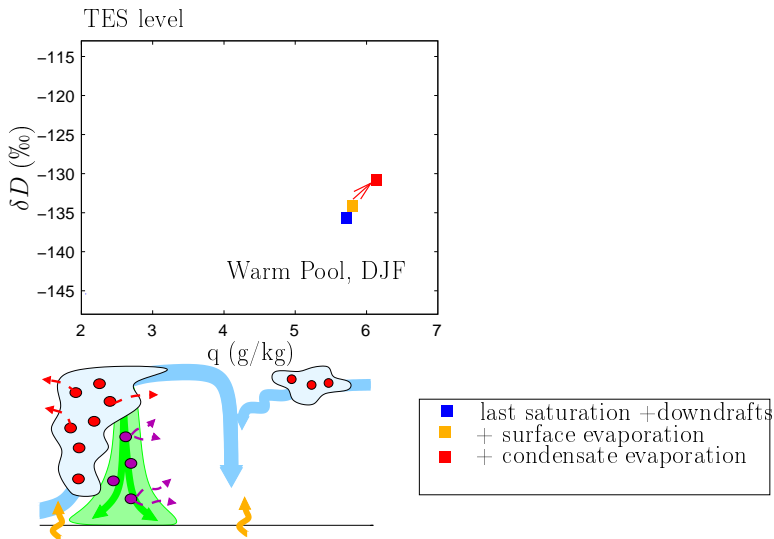 TES level
−115
−120
−125
−130
−135
−140
−145
δD (‰)
Warm Pool, DJF
2 3 4 5 6 7
q (g/kg)
last saturation +downdrafts
+ surface evaporation
+ condensate evaporation